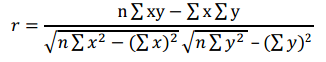 r = n ∑ xy − ∑ x ∑ y / √n ∑ x² − (∑ x)² √n ∑ y² − (∑ y)²